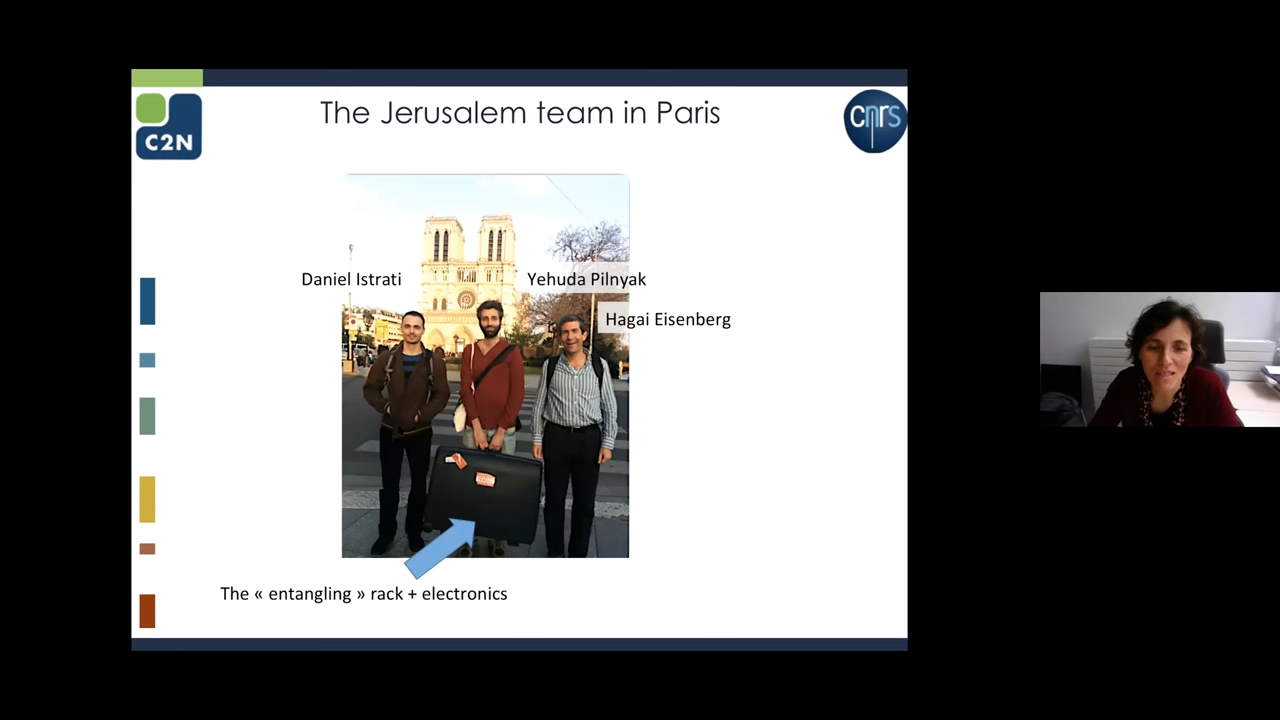 The Jerusalem team in Paris
C2N
cnrs
Daniel Istrati
Yehuda Pilnyak
Hagai Eisenberg
The « entangling » rack + electronics